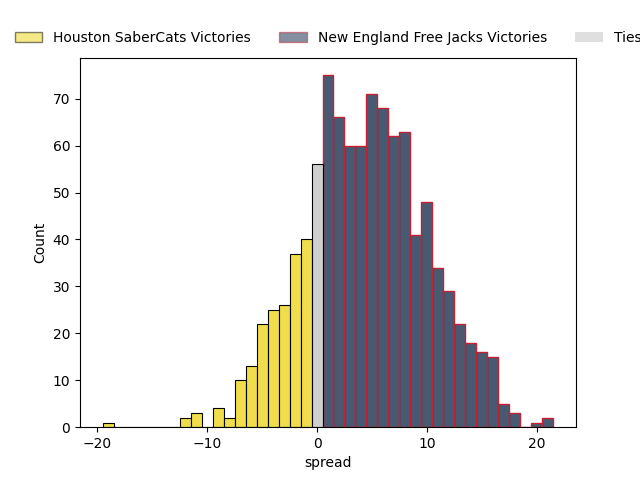 Houston SaberCats Victories New England Free Jacks Victories Ties
Count
70
60
50
40
30
20
10
0
−20 −10 0 10 20
spread